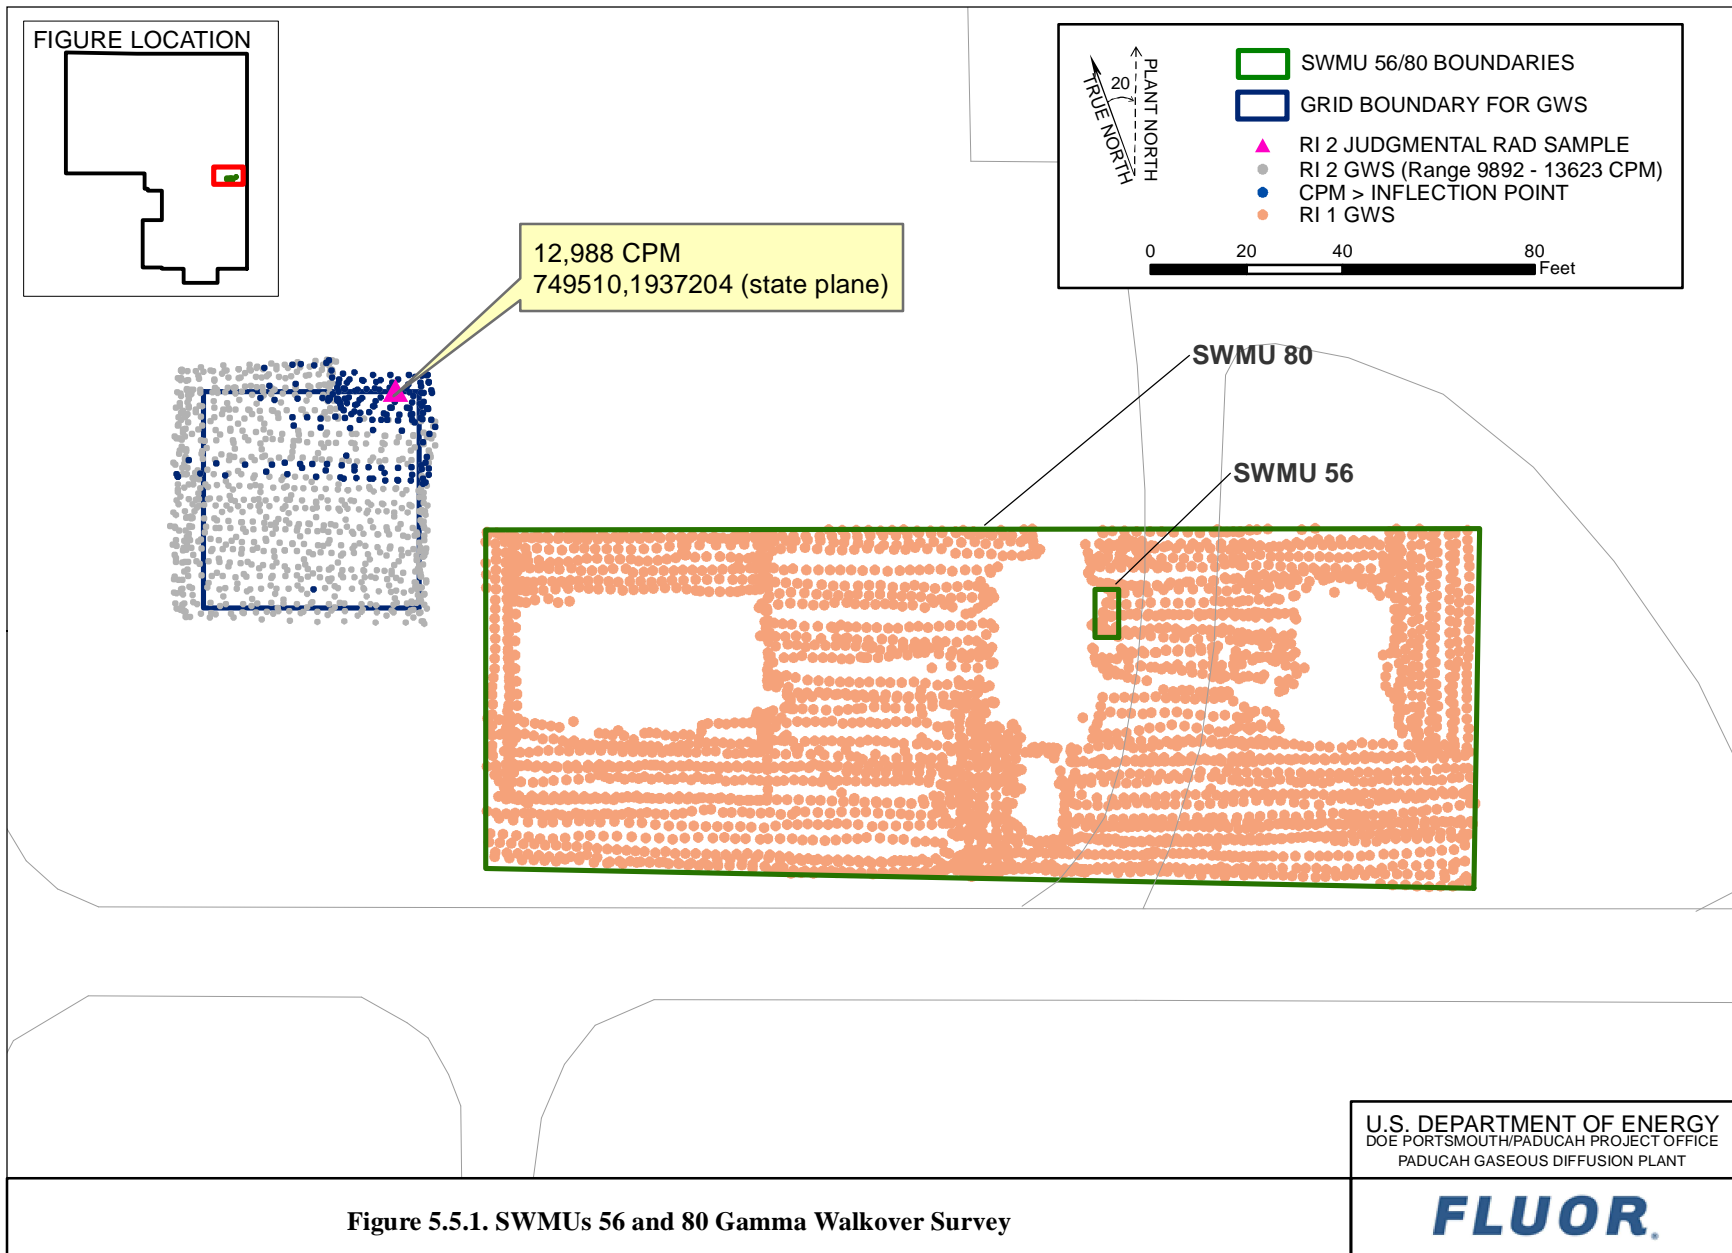 FIGURE LOCATION
TRUE NORTH
20
PLANT NORTH
SWMU 56/80 BOUNDARIES
GRID BOUNDARY FOR GWS
RI 2 JUDGMENTAL RAD SAMPLE
RI 2 GWS (Range 9892 - 13623 CPM)
CPM > INFLECTION POINT
RI 1 GWS
0 20 40 80
Feet
12,988 CPM
749510,1937204 (state plane)
SWMU 80
SWMU 56
U.S. DEPARTMENT OF ENERGY
DOE PORTSMOUTH/PADUCAH PROJECT OFFICE
PADUCAH GASEOUS DIFFUSION PLANT
Figure 5.5.1. SWMUs 56 and 80 Gamma Walkover Survey
FLUOR®